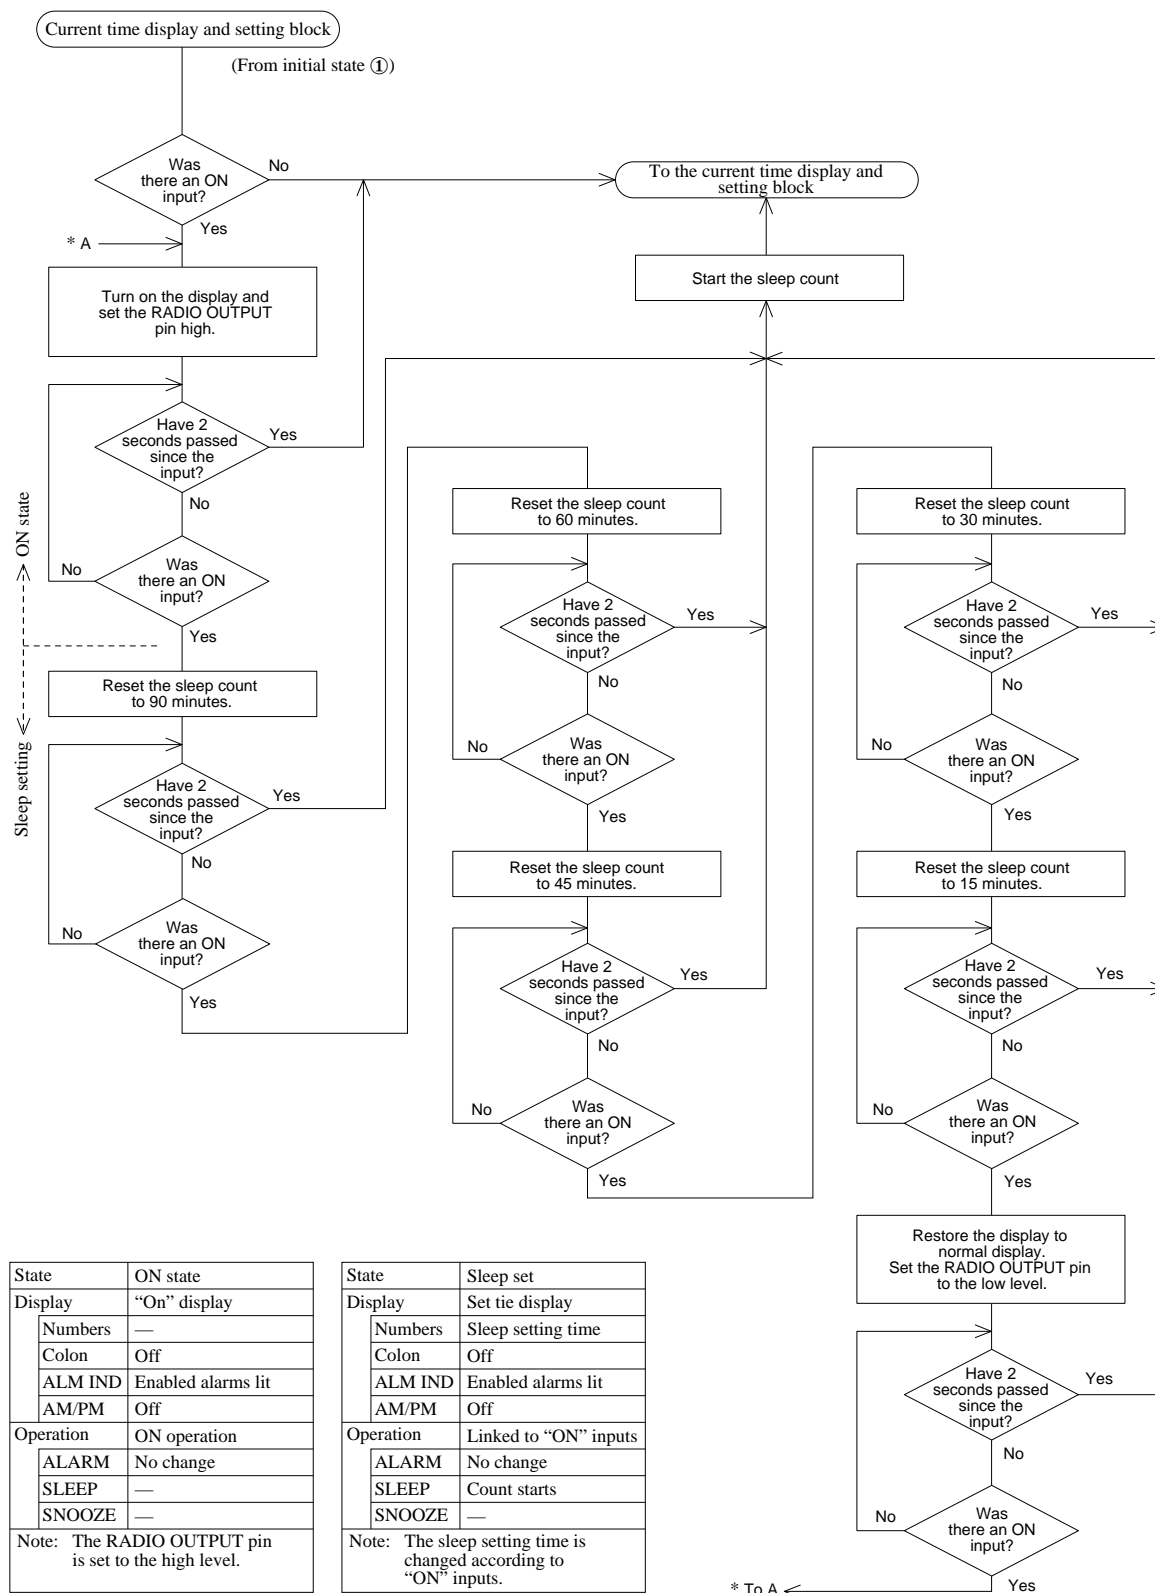 Current time display and setting block
(From initial state ①)
Was
there an ON
input?
No
Yes
* A
To the current time display and
setting block
Start the sleep count
Turn on the display and
set the RADIO OUTPUT
pin high.
Have 2
seconds passed
since the
input?
Yes
No
Was
there an ON
input?
No
Yes
ON state
Sleep setting
Reset the sleep count
to 90 minutes.
Have 2
seconds passed
since the
input?
Yes
No
Was
there an ON
input?
No
Yes
Reset the sleep count
to 60 minutes.
Have 2
seconds passed
since the
input?
Yes
No
Was
there an ON
input?
No
Yes
Reset the sleep count
to 45 minutes.
Have 2
seconds passed
since the
input?
Yes
No
Was
there an ON
input?
No
Yes
Reset the sleep count
to 30 minutes.
Have 2
seconds passed
since the
input?
Yes
No
Was
there an ON
input?
No
Yes
Reset the sleep count
to 15 minutes.
Have 2
seconds passed
since the
input?
Yes
No
Was
there an ON
input?
No
Yes
Restore the display to
normal display.
Set the RADIO OUTPUT pin
to the low level.
Have 2
seconds passed
since the
input?
Yes
No
Was
there an ON
input?
No
Yes
* To A
State ON state
Display “On” display
Numbers —
Colon Off
ALM IND Enabled alarms lit
AM/PM Off
Operation ON operation
ALARM No change
SLEEP —
SNOOZE —
Note: The RADIO OUTPUT pin
is set to the high level.
State Sleep set
Display Set tie display
Numbers Sleep setting time
Colon Off
ALM IND Enabled alarms lit
AM/PM Off
Operation Linked to “ON” inputs
ALARM No change
SLEEP Count starts
SNOOZE —
Note: The sleep setting time is
changed according to
“ON” inputs.